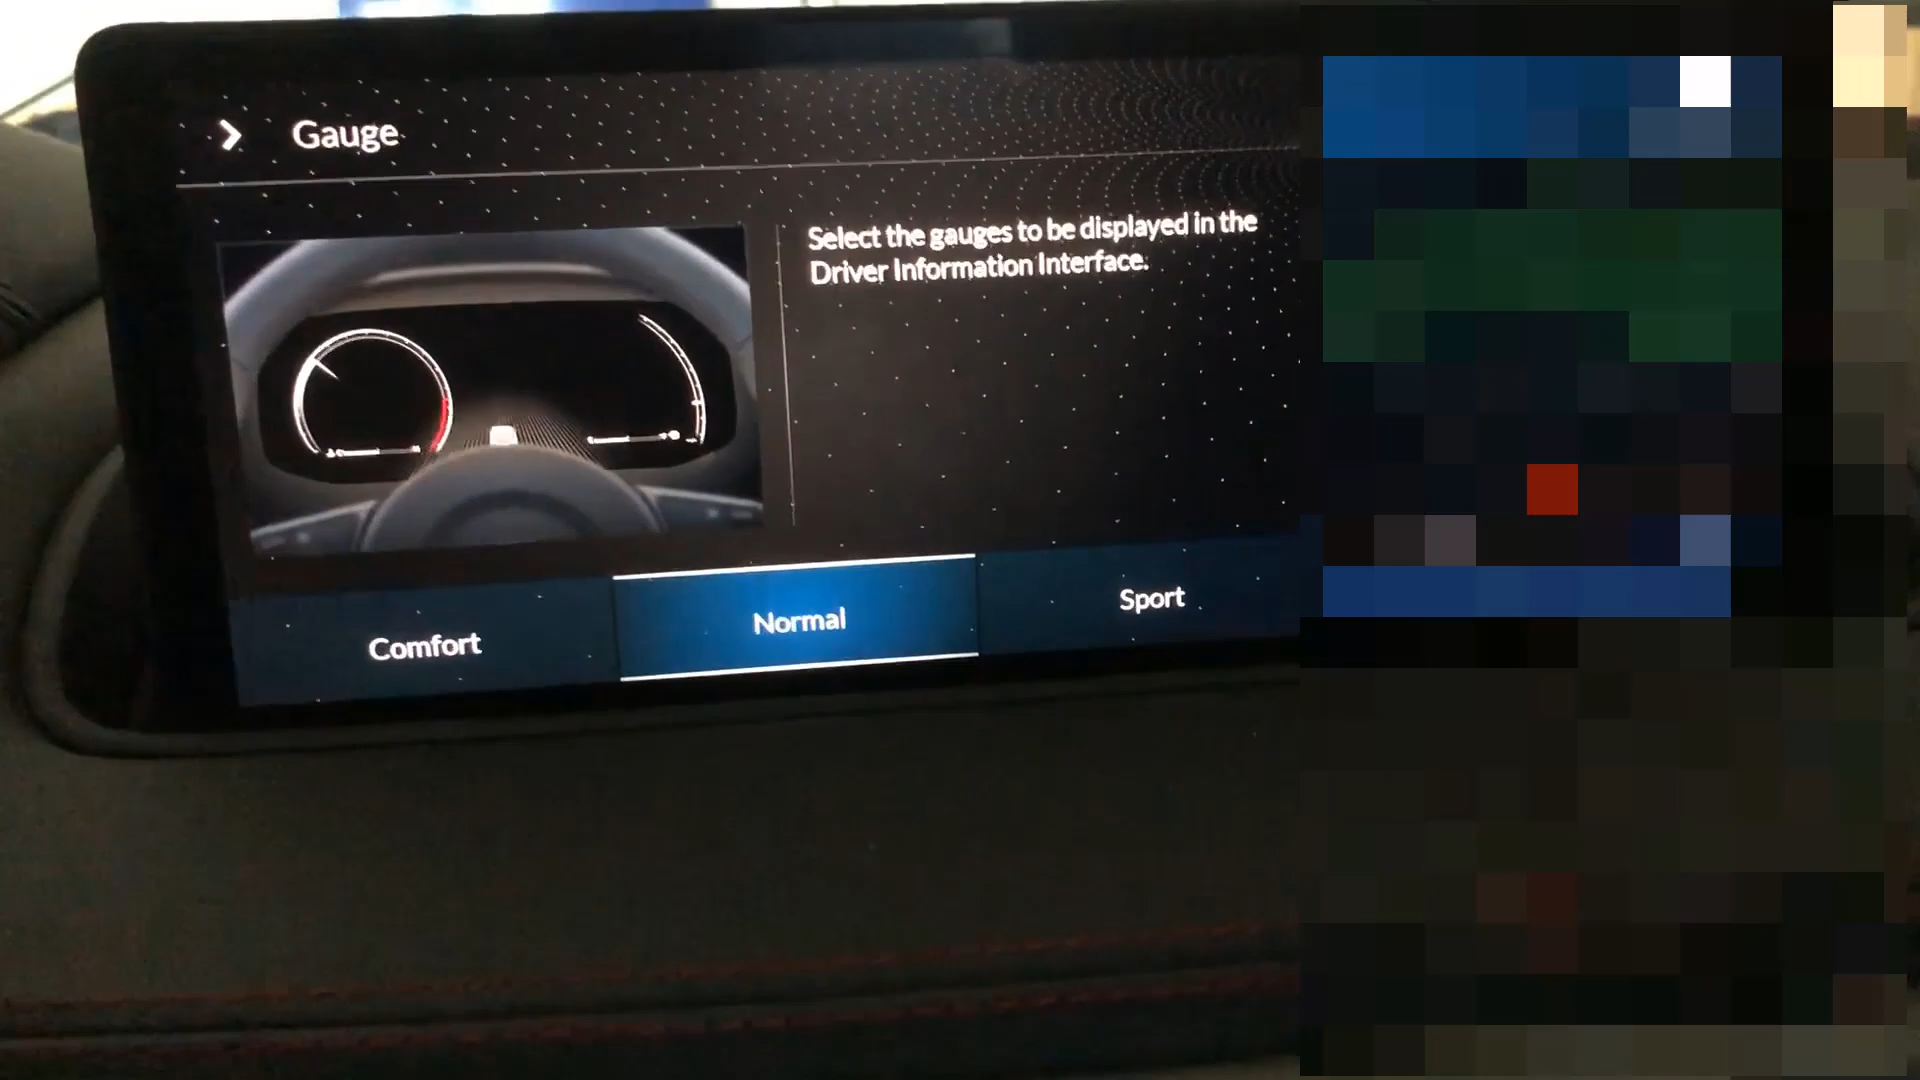 Gauge
Select the gauges to be displayed in the
Driver Information Interface.
Comfort
Normal
Sport